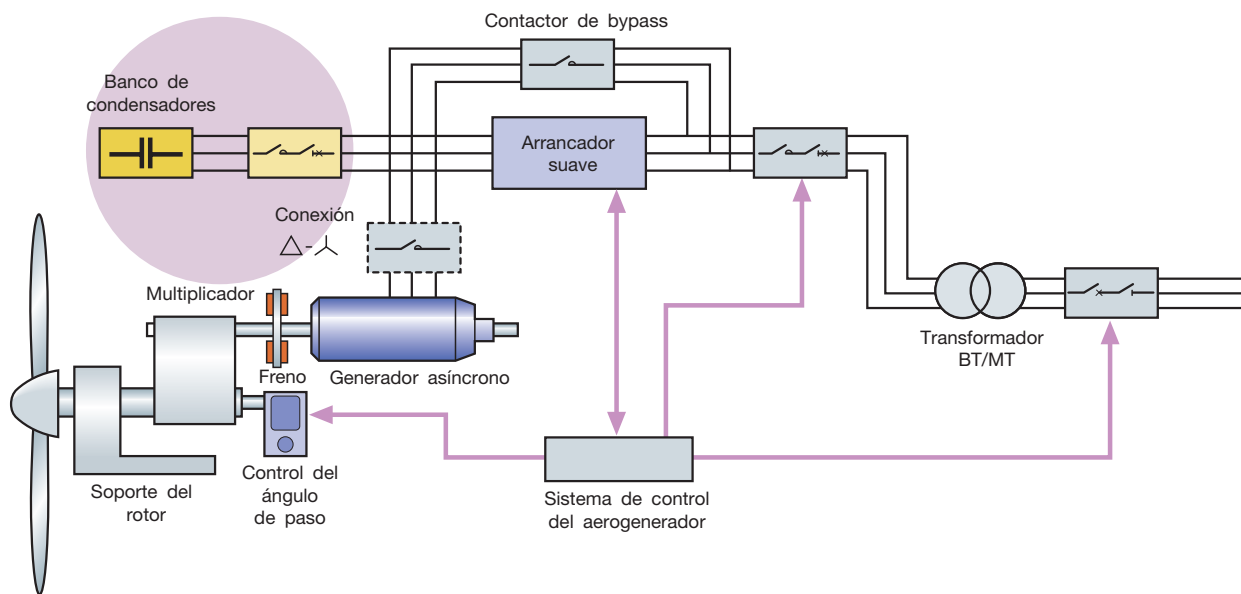 Contactor de bypass
Banco de
condensadores
Arrancador
suave
Conexión
Multiplicador
Freno
Generador asíncrono
Transformador
BT/MT
Soporte del
rotor
Control del
ángulo
de paso
Sistema de control
del aerogenerador